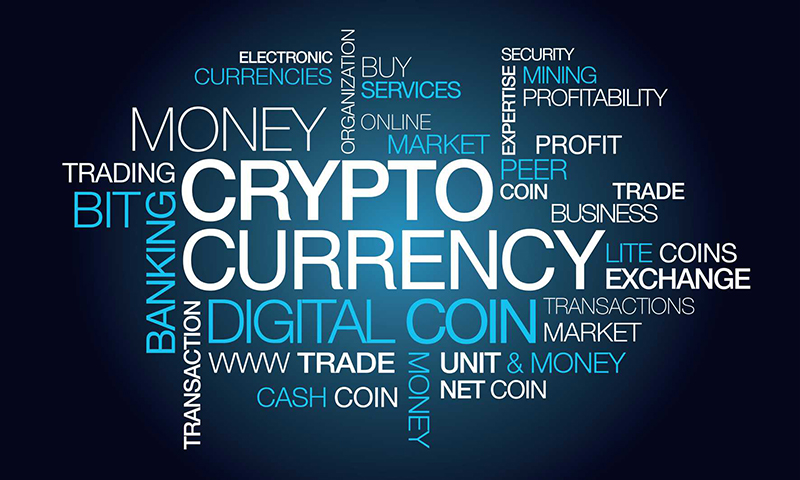 ELECTRONIC
CURRENCIES
ORGANIZATION
BUY
SERVICES
SECURITY
MINING
PROFITABILITY
EXPERTISE
MONEY
ONLINE
MARKET
PROFIT
PEER
TRADING
BIT
BANKING
CRYPTO
CURRENCY
COIN
TRADE
BUSINESS
LITE COINS
EXCHANGE
DIGITAL COIN
TRANSACTIONS
MARKET
TRANSACTION
WWW TRADE
CASH COIN
MONEY
UNIT & MONEY
NET COIN